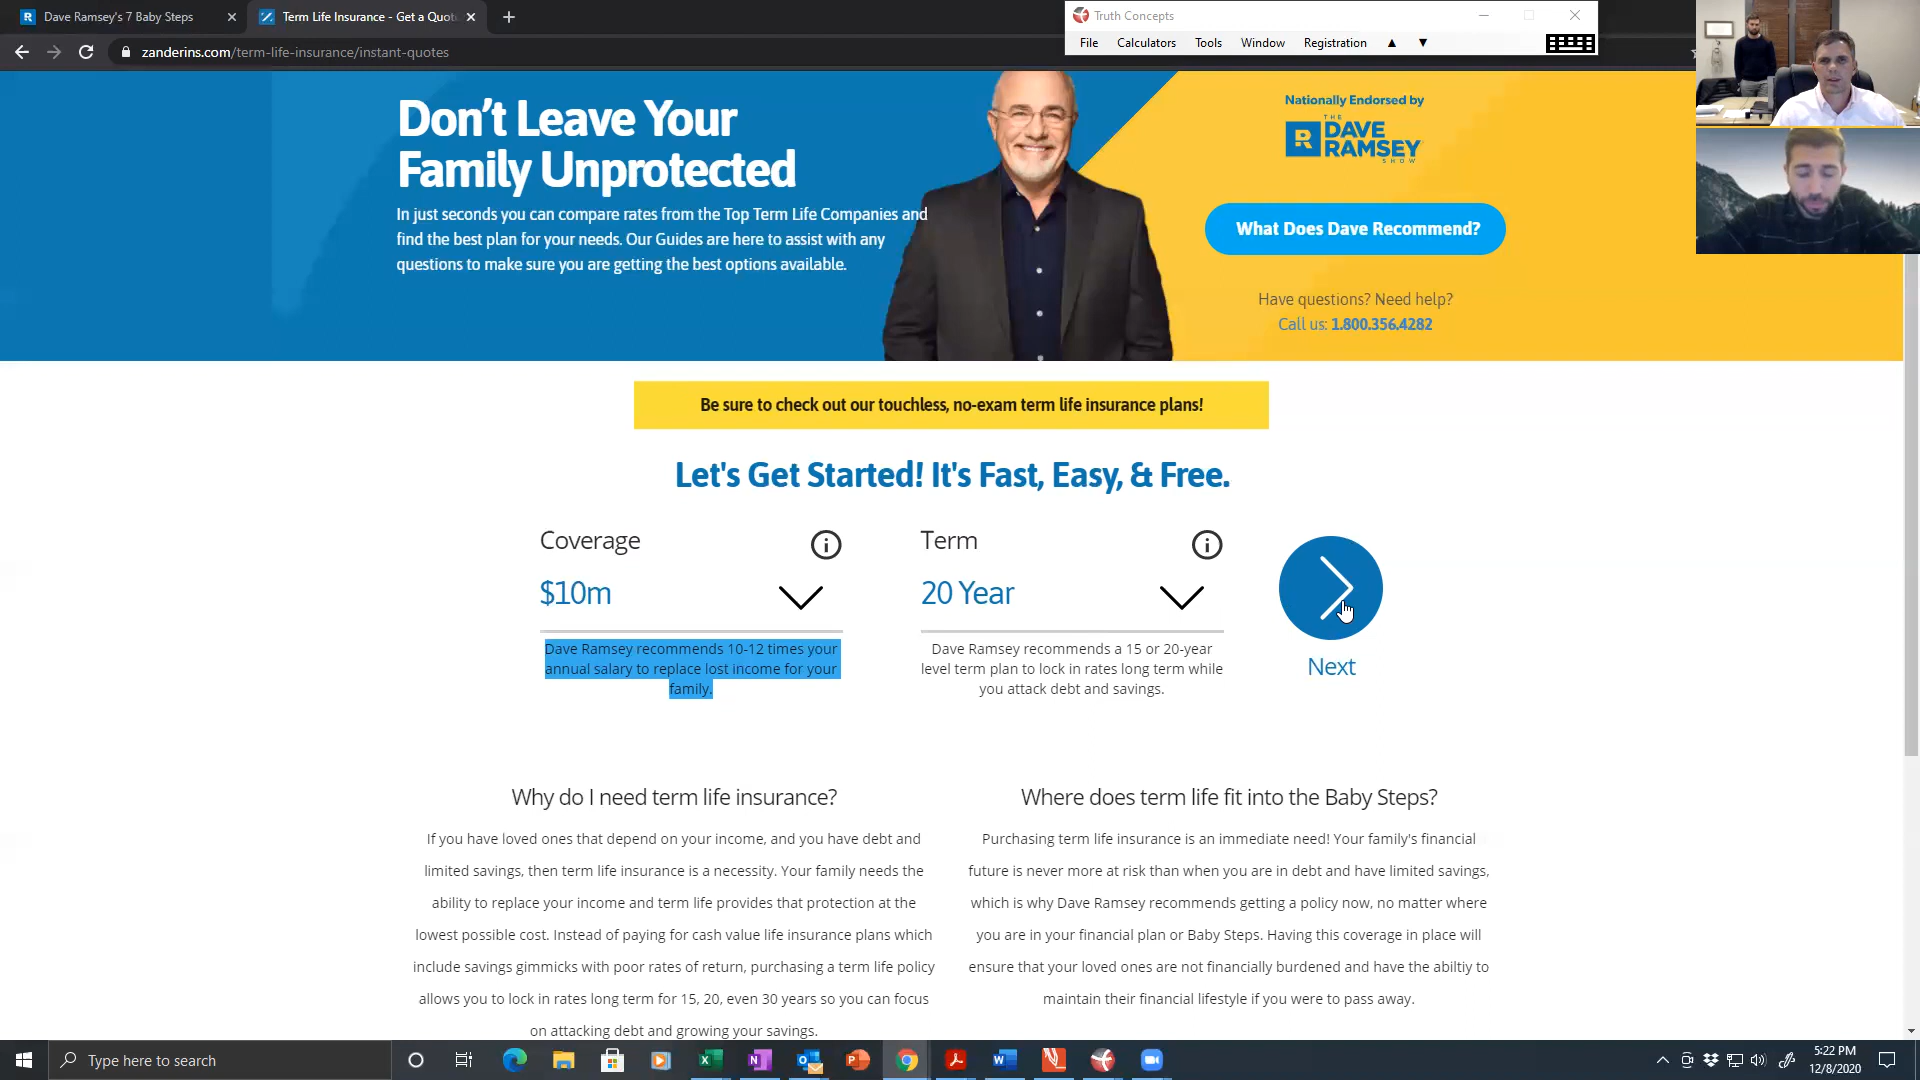 Dave Ramsey's 7 Baby Steps
Term Life Insurance - Get a Quot
Truth Concepts
File Calculators Tools Window Registration
zanderins.com/term-life-insurance/instant-quotes
Don't Leave Your
Family Unprotected
In just seconds you can compare rates from the Top Term Life Companies and
find the best plan for your needs. Our Guides are here to assist with any
questions to make sure you are getting the best options available.
Nationally Endorsed by
THE
R DAVE
RAMSEY
SHOW
What Does Dave Recommend?
Have questions? Need help?
Call us: 1.800.356.4282
Be sure to check out our touchless, no-exam term life insurance plans!
Let's Get Started! It's Fast, Easy, & Free.
Coverage
$10m
Dave Ramsey recommends 10-12 times your
annual salary to replace lost income for your
family.
Term
20 Year
Dave Ramsey recommends a 15 or 20-year
level term plan to lock in rates long term while
you attack debt and savings.
Next
Why do I need term life insurance?
If you have loved ones that depend on your income, and you have debt and
limited savings, then term life insurance is a necessity. Your family needs the
ability to replace your income and term life provides that protection at the
lowest possible cost. Instead of paying for cash value life insurance plans which
include savings gimmicks with poor rates of return, purchasing a term life policy
allows you to lock in rates long term for 15, 20, even 30 years so you can focus
on attacking debt and growing your savings.
Where does term life fit into the Baby Steps?
Purchasing term life insurance is an immediate need! Your family's financial
future is never more at risk than when you are in debt and have limited savings,
which is why Dave Ramsey recommends getting a policy now, no matter where
you are in your financial plan or Baby Steps. Having this coverage in place will
ensure that your loved ones are not financially burdened and have the abiltiy to
maintain their financial lifestyle if you were to pass away.
Type here to search
5:22 PM
12/8/2020